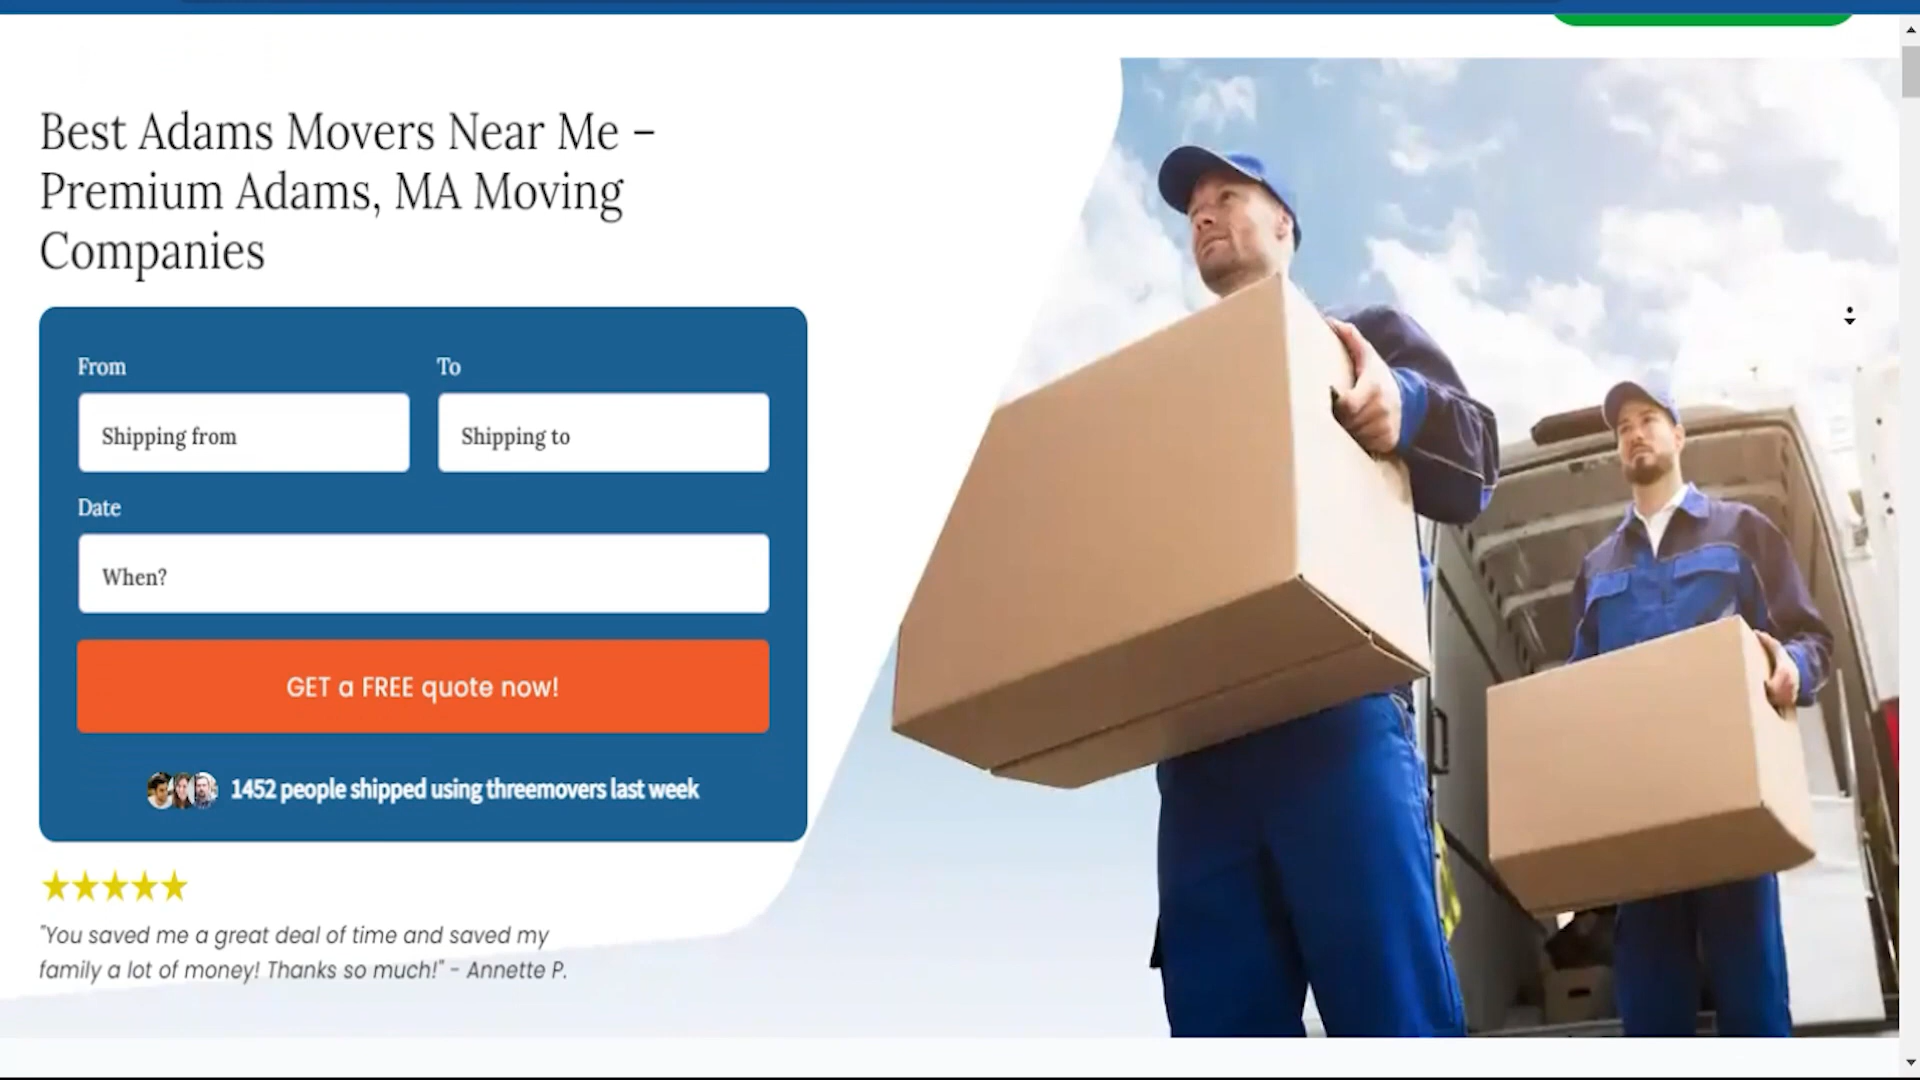 Best Adams Movers Near Me –
Premium Adams, MA Moving
Companies
From
To
Shipping from
Shipping to
Date
When?
GET a FREE quote now!
1452 people shipped using threemovers last week
"You saved me a great deal of time and saved my
family a lot of money! Thanks so much!" - Annette P.